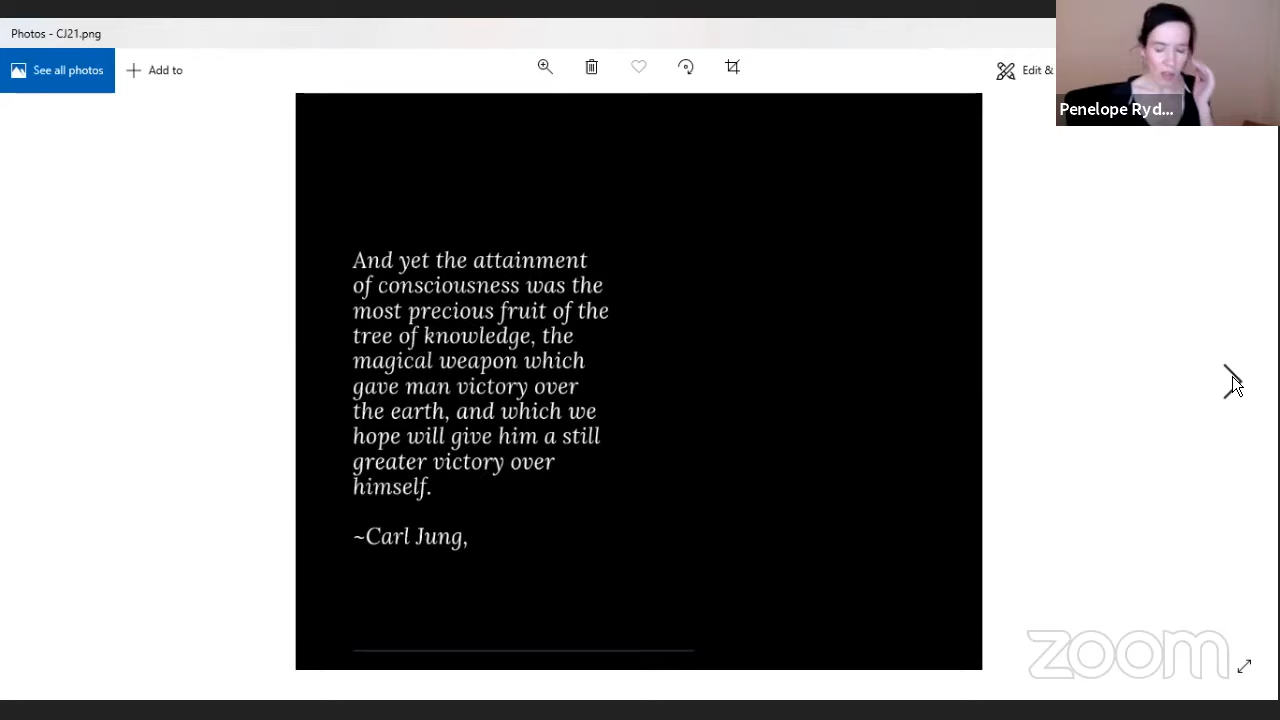 Photos - CJ21.png
See all photos
Add to
Edit &
Penelope Ryd...
And yet the attainment
of consciousness was the
most precious fruit of the
tree of knowledge, the
magical weapon which
gave man victory over
the earth, and which we
hope will give him a still
greater victory over
himself.
~Carl Jung,
zoom